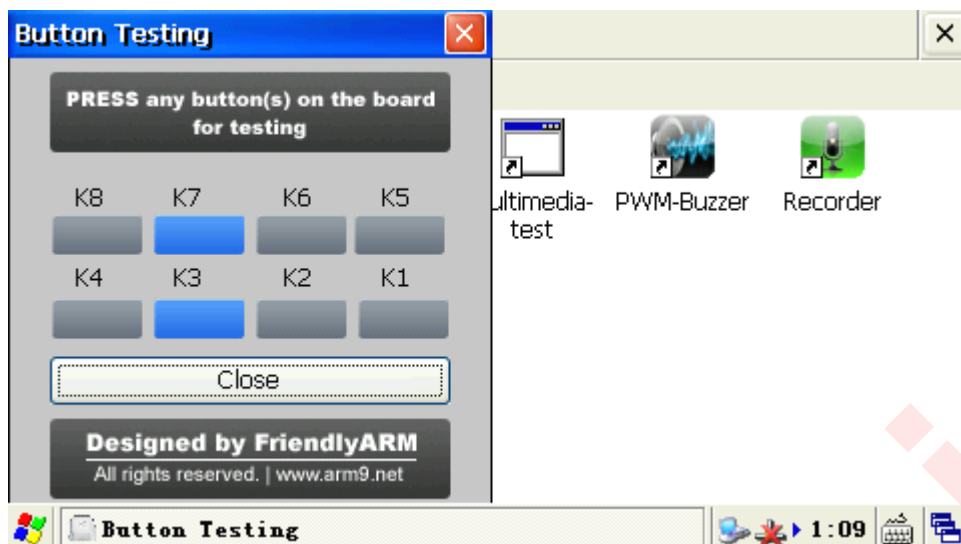 Button Testing
PRESS any button(s) on the board
for testing
K8 K7 K6 K5
K4 K3 K2 K1
Close
Designed by FriendlyARM
All rights reserved. | www.arm9.net
ultimedia-
test
PWM-Buzzer
Recorder
Button Testing
1:09